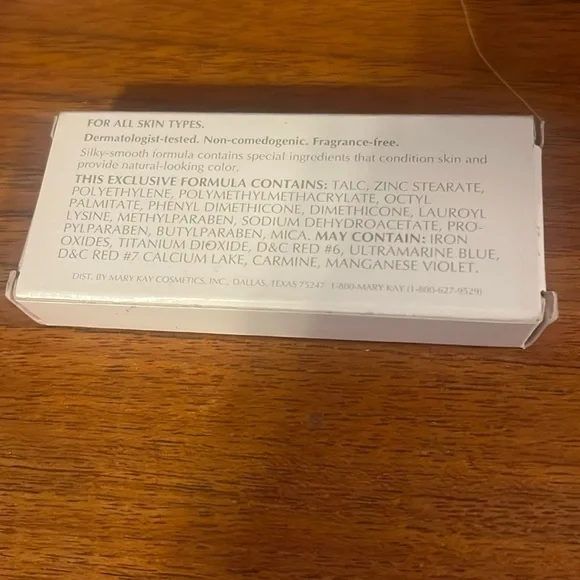 FOR ALL SKIN TYPES.
Dermatologist-tested. Non-comedogenic. Fragrance-free.
Silky-smooth formula contains special ingredients that condition skin and
provide natural-looking color.
THIS EXCLUSIVE FORMULA CONTAINS: TALC, ZINC STEARATE,
POLYETHYLENE, POLYMETHYLMETHACRYLATE, OCTYL
PALMITATE, PHENYL DIMETHICONE, DIMETHICONE, LAUROYL
LYSINE, METHYLPARABEN, SODIUM DEHYDROACETATE, PRO-
PYLPARABEN, BUTYLPARABEN, MICA. MAY CONTAIN: IRON
OXIDES, TITANIUM DIOXIDE, D&C RED #6, ULTRAMARINE BLUE,
D&C RED #7 CALCIUM LAKE, CARMINE, MANGANESE VIOLET.
DIST. BY MARY KAY COSMETICS, INC., DALLAS, TEXAS 75247 1-800-MARY KAY (1-800-627-9529)